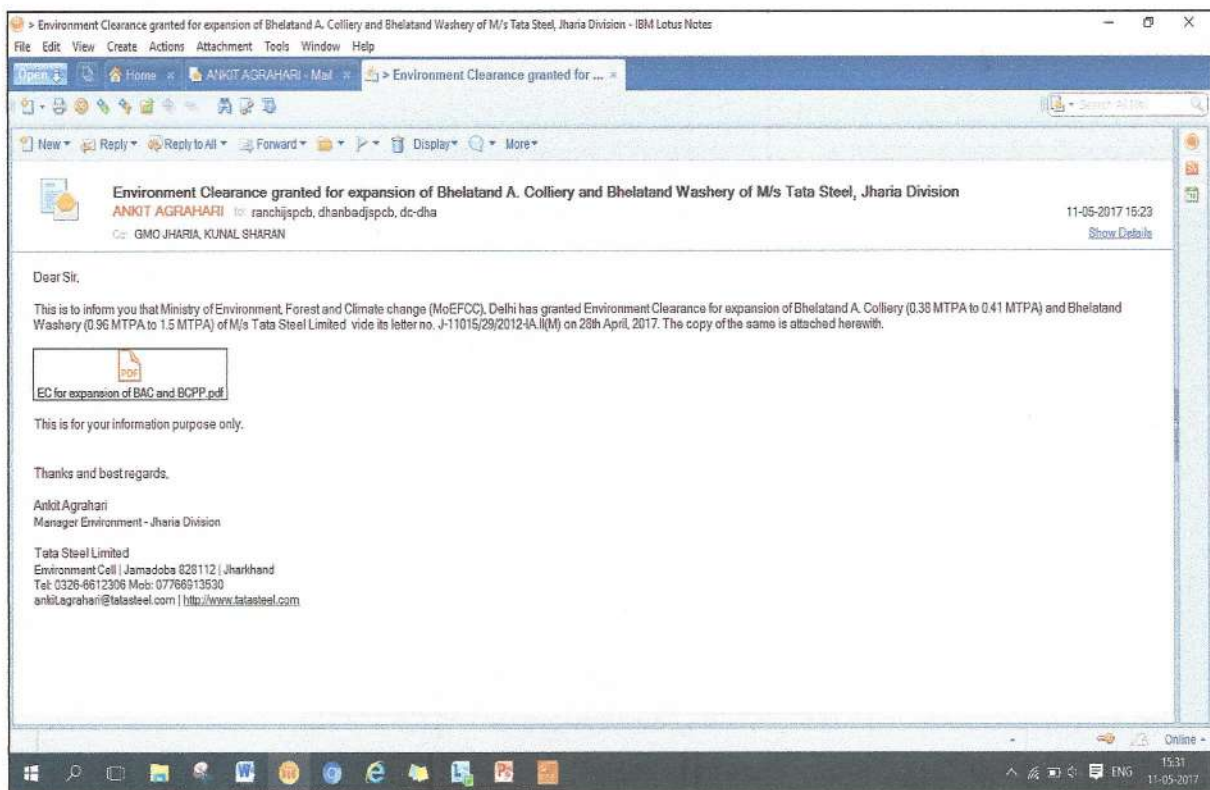 > Environment Clearance granted for expansion of Bhelatand A. Colliery and Bhelatand Washery of M/s Tata Steel, Jharia Division - IBM Lotus Notes
File Edit View Create Actions Attachment Tools Window Help
Open Home ANKIT AGRAHARI - Mail > Environment Clearance granted for ...
Search All
New Reply Reply to All Forward Display More
Environment Clearance granted for expansion of Bhelatand A. Colliery and Bhelatand Washery of M/s Tata Steel, Jharia Division
ANKIT AGRAHARI to: ranchijspcb, dhanbadjspcb, dc-dha 11-05-2017 15:23
Cc: GMO JHARIA, KUNAL SHARAN Show Details
Dear Sir,
This is to inform you that Ministry of Environment, Forest and Climate change (MoEFCC), Delhi has granted Environment Clearance for expansion of Bhelatand A. Colliery (0.38 MTPA to 0.41 MTPA) and Bhelatand
Washery (0.96 MTPA to 1.5 MTPA) of M/s Tata Steel Limited vide its letter no. J-11015/29/2012-IA.II(M) on 28th April, 2017. The copy of the same is attached herewith.
PDF
EC for expansion of BAC and BCPP.pdf
This is for your information purpose only.
Thanks and best regards,
Ankit Agrahari
Manager Environment - Jharia Division
Tata Steel Limited
Environment Cell | Jamadoba 828112 | Jharkhand
Tel: 0326-6612306 Mob: 07766913530
ankit.agrahari@tatasteel.com | http://www.tatasteel.com
Online
ENG 15:31
11-05-2017